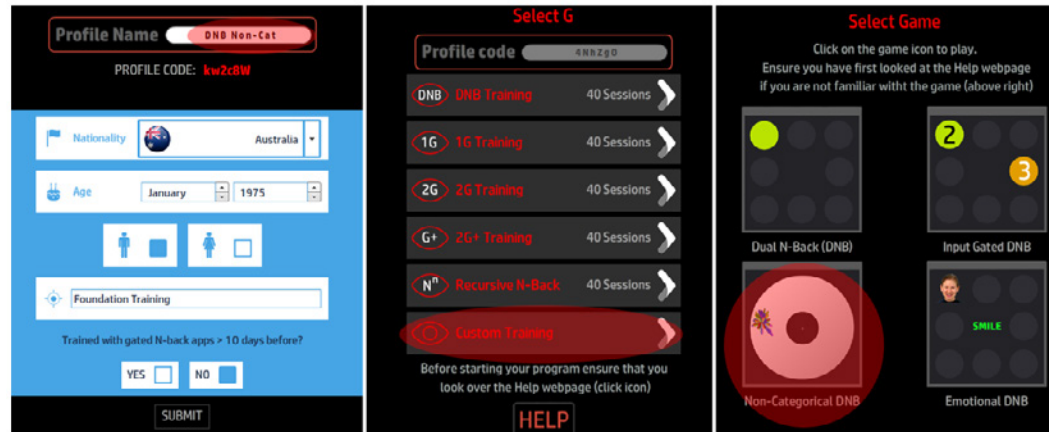 Profile Name DNB Non-Cat
PROFILE CODE: kw2c8W
Nationality Australia
Age January 1975
Foundation Training
Trained with gated N-back apps > 10 days before?
YES NO
SUBMIT
Select G
Profile code 4NhZgO
DNB DNB Training 40 Sessions
1G 1G Training 40 Sessions
2G 2G Training 40 Sessions
G+ 2G+ Training 40 Sessions
Nⁿ Recursive N-Back 40 Sessions
Custom Training
Before starting your program ensure that you
look over the Help webpage (click icon)
HELP
Select Game
Click on the game icon to play.
Ensure you have first looked at the Help webpage
if you are not familiar witht the game (above right)
2
3
Dual N-Back (DNB) Input Gated DNB
SMILE
Non-Categorical DNB Emotional DNB